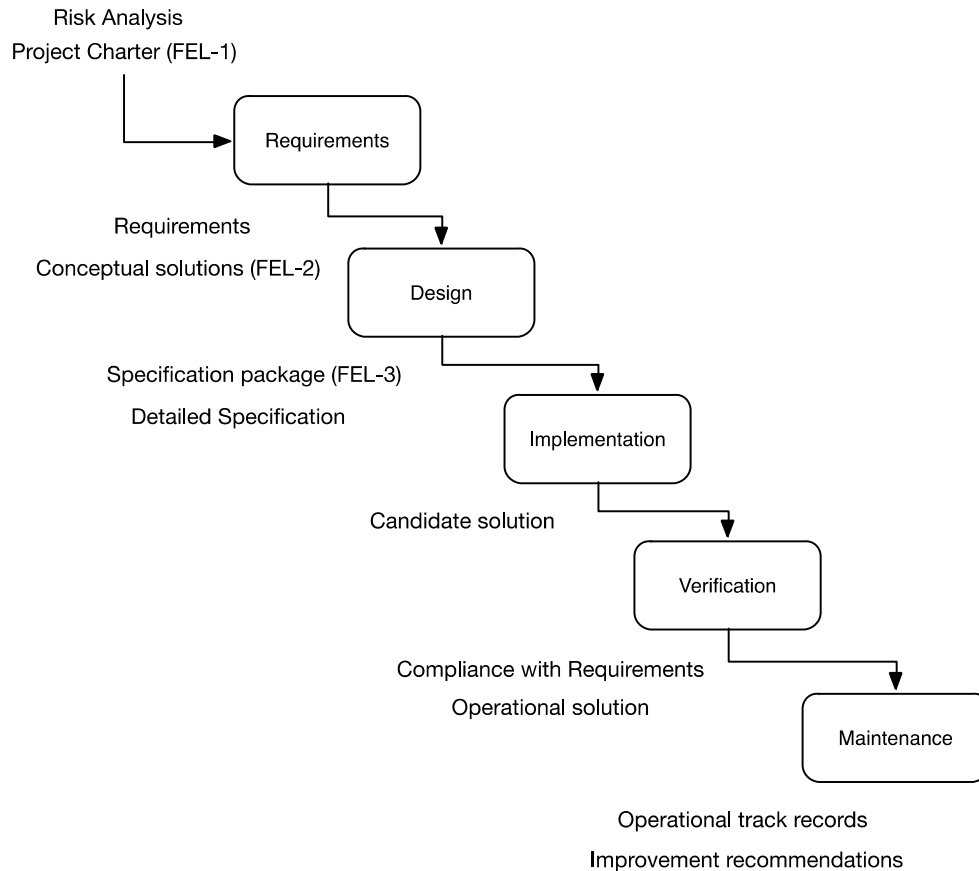 Risk Analysis
Project Charter (FEL-1)
Requirements
Requirements
Conceptual solutions (FEL-2)
Design
Specification package (FEL-3)
Detailed Specification
Implementation
Candidate solution
Verification
Compliance with Requirements
Operational solution
Maintenance
Operational track records
Improvement recommendations